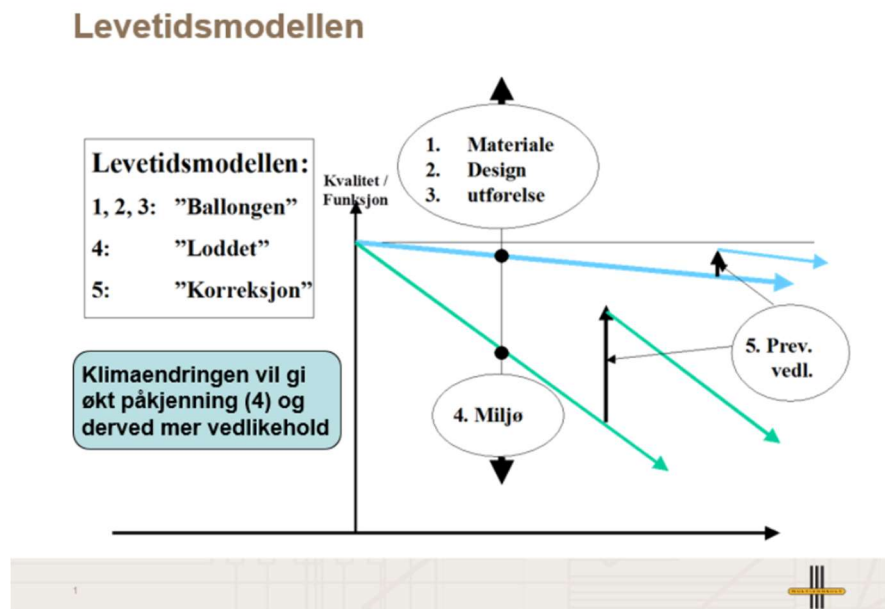 Levetidsmodellen
Levetidsmodellen:
1, 2, 3: ”Ballongen”
4: ”Loddet”
5: ”Korreksjon”
Kvalitet /
Funksjon
1. Materiale
2. Design
3. utførelse
5. Prev.
vedl.
4. Miljø
Klimaendringen vil gi
økt påkjenning (4) og
derved mer vedlikehold
1